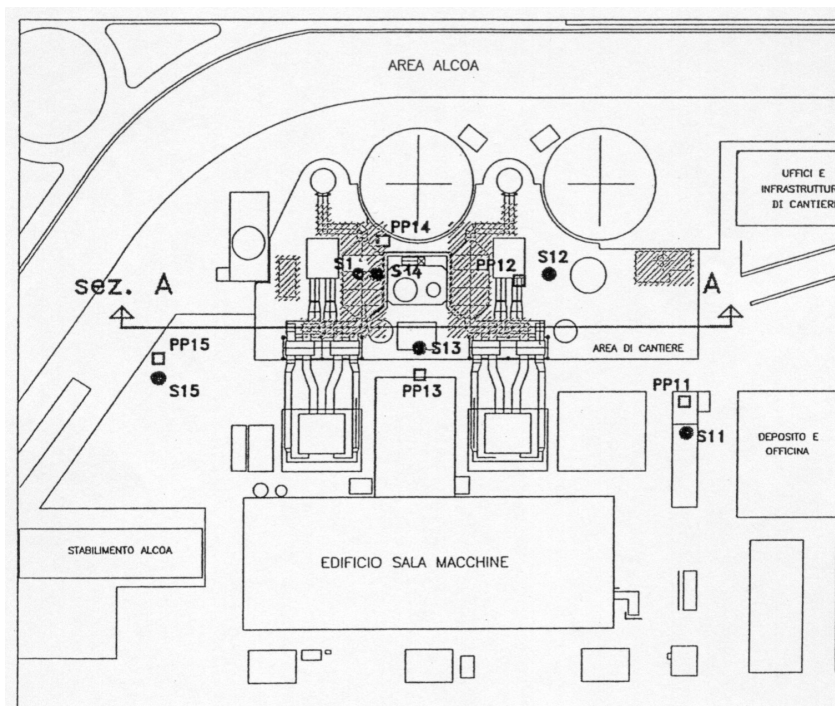 AREA ALCOA
UFFICI E
INFRASTRUTTUR
DI CANTIERE
PP14
S1
S14
PP12
S12
sez. A
A
S13
AREA DI CANTIERE
PP15
S15
PP13
PP11
S11
DEPOSITO E
OFFICINA
STABILIMENTO ALCOA
EDIFICIO SALA MACCHINE